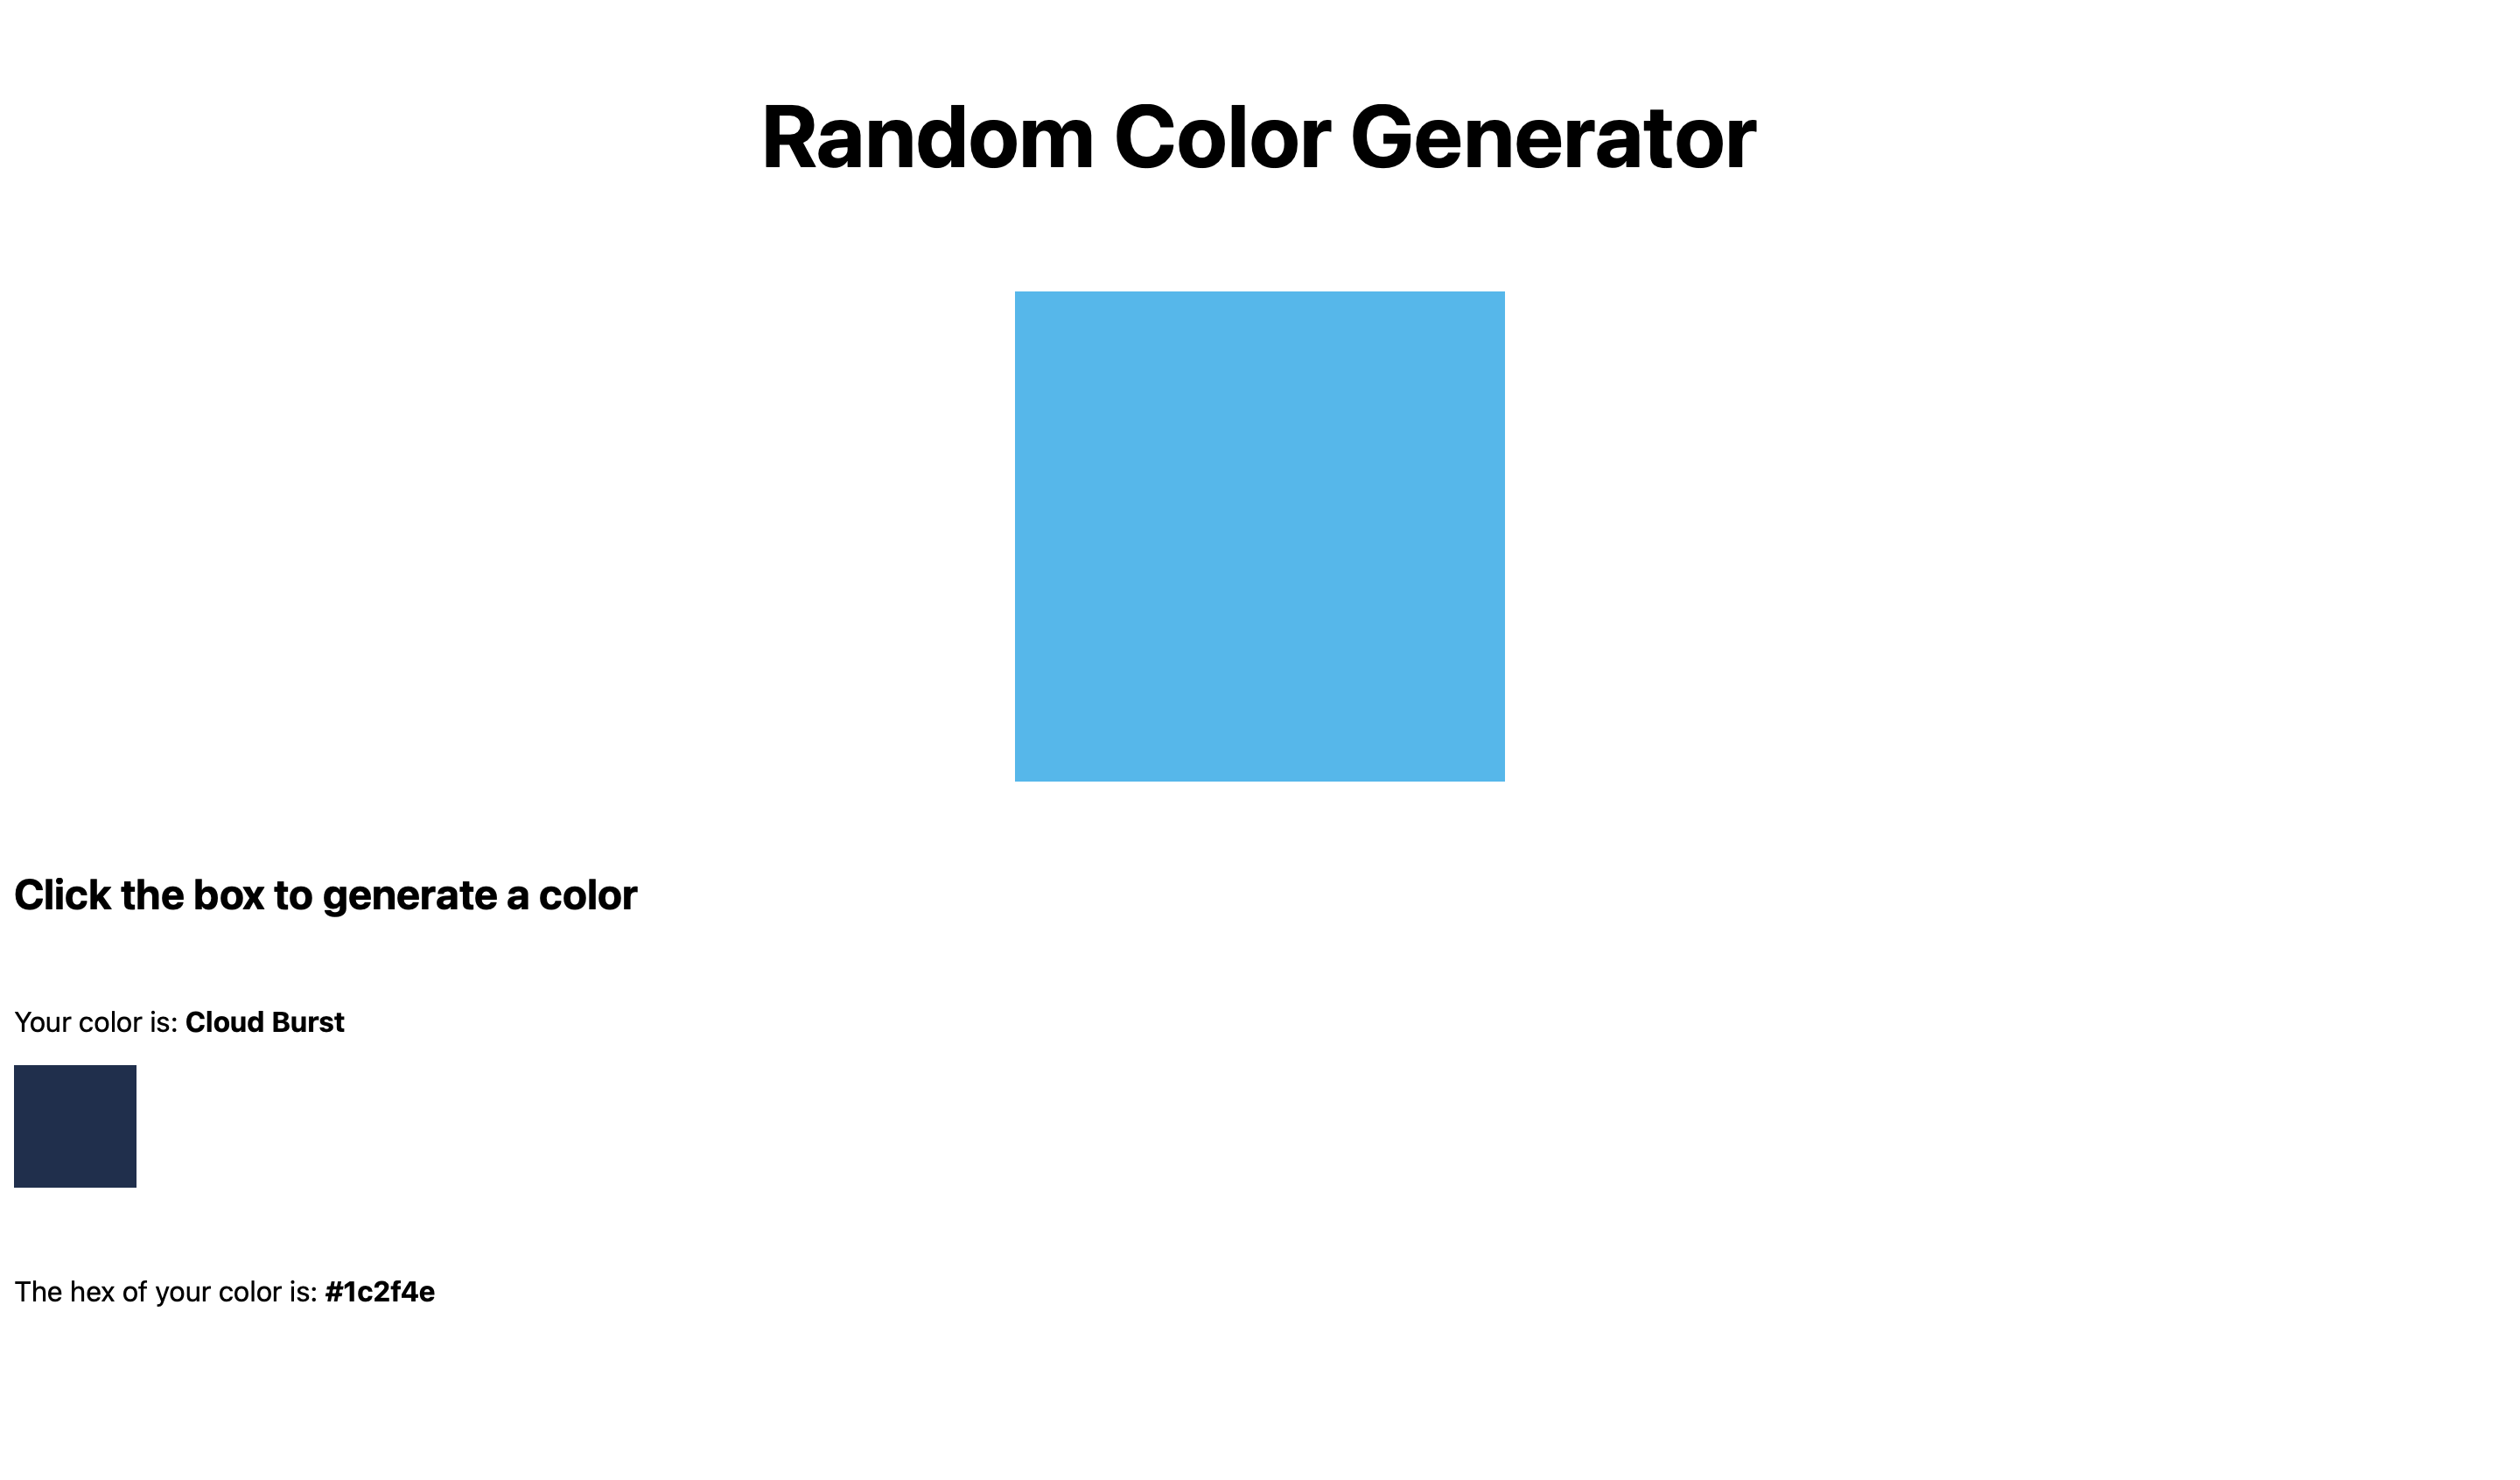 Random Color Generator
Click the box to generate a color
Your color is: Cloud Burst
The hex of your color is: #1c2f4e